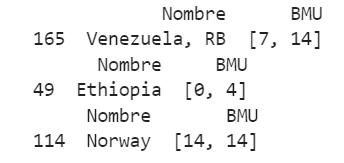 Nombre BMU
165 Venezuela, RB [7, 14]
Nombre BMU
49 Ethiopia [0, 4]
Nombre BMU
114 Norway [14, 14]